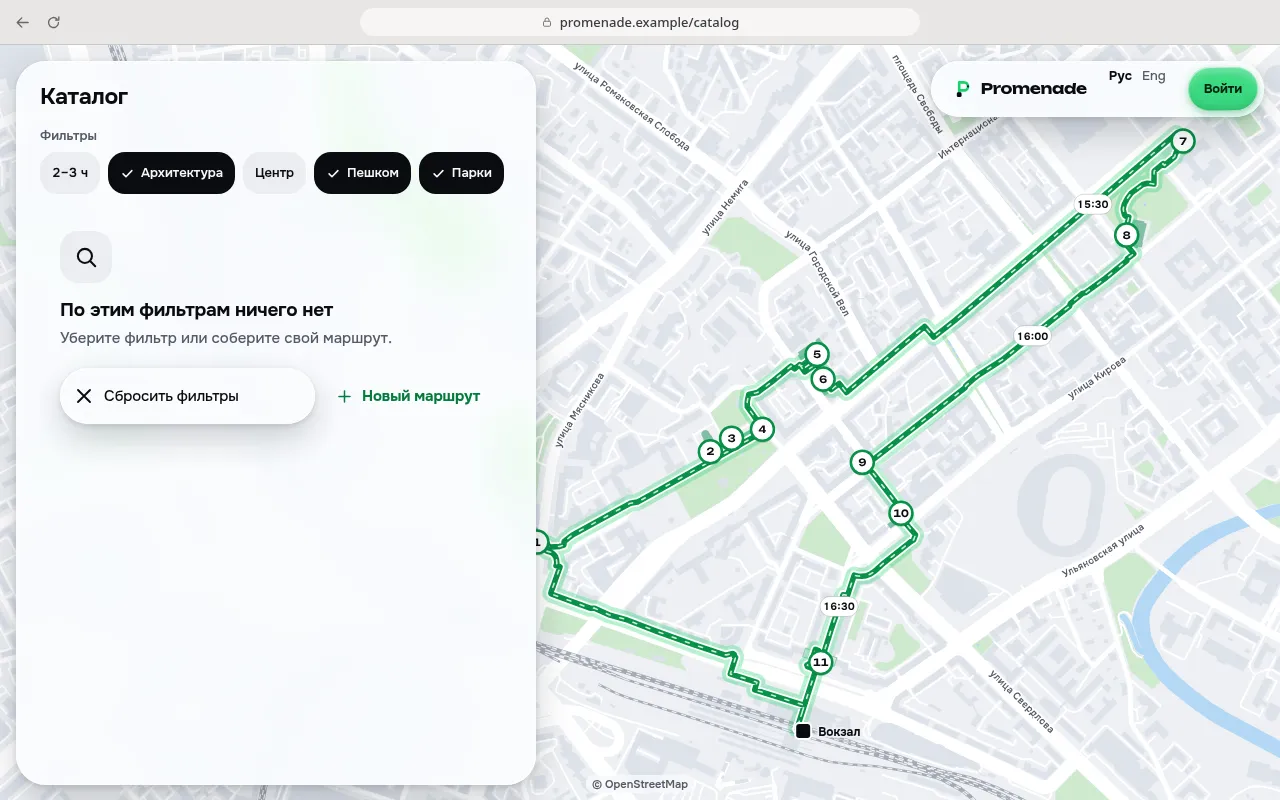 promenade.example/catalog
Каталог
Фильтры
2–3 ч
Архитектура
Центр
Пешком
Парки
По этим фильтрам ничего нет
Уберите фильтр или соберите свой маршрут.
Сбросить фильтры
Новый маршрут
Promenade
Рус
Eng
Войти
улица Романовская Слобода
площадь Свободы
Интернациона
улица Немига
улица Городской Вал
улица Мясникова
улица Кирова
Ульяновская улица
улица Свердлова
7
15:30
8
16:00
5
6
4
3
2
9
10
1
16:30
11
Вокзал
© OpenStreetMap